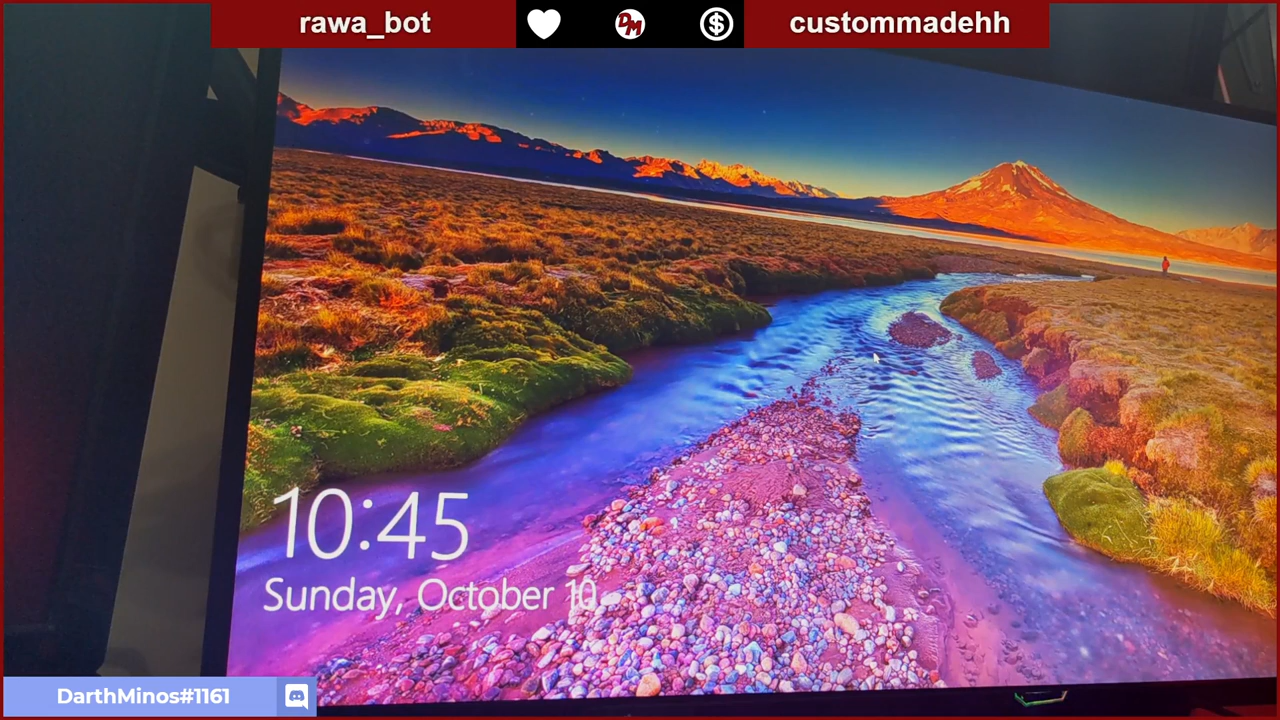 rawa_bot
DM
custommadehh
10:45
Sunday, October 10
DarthMinos#1161